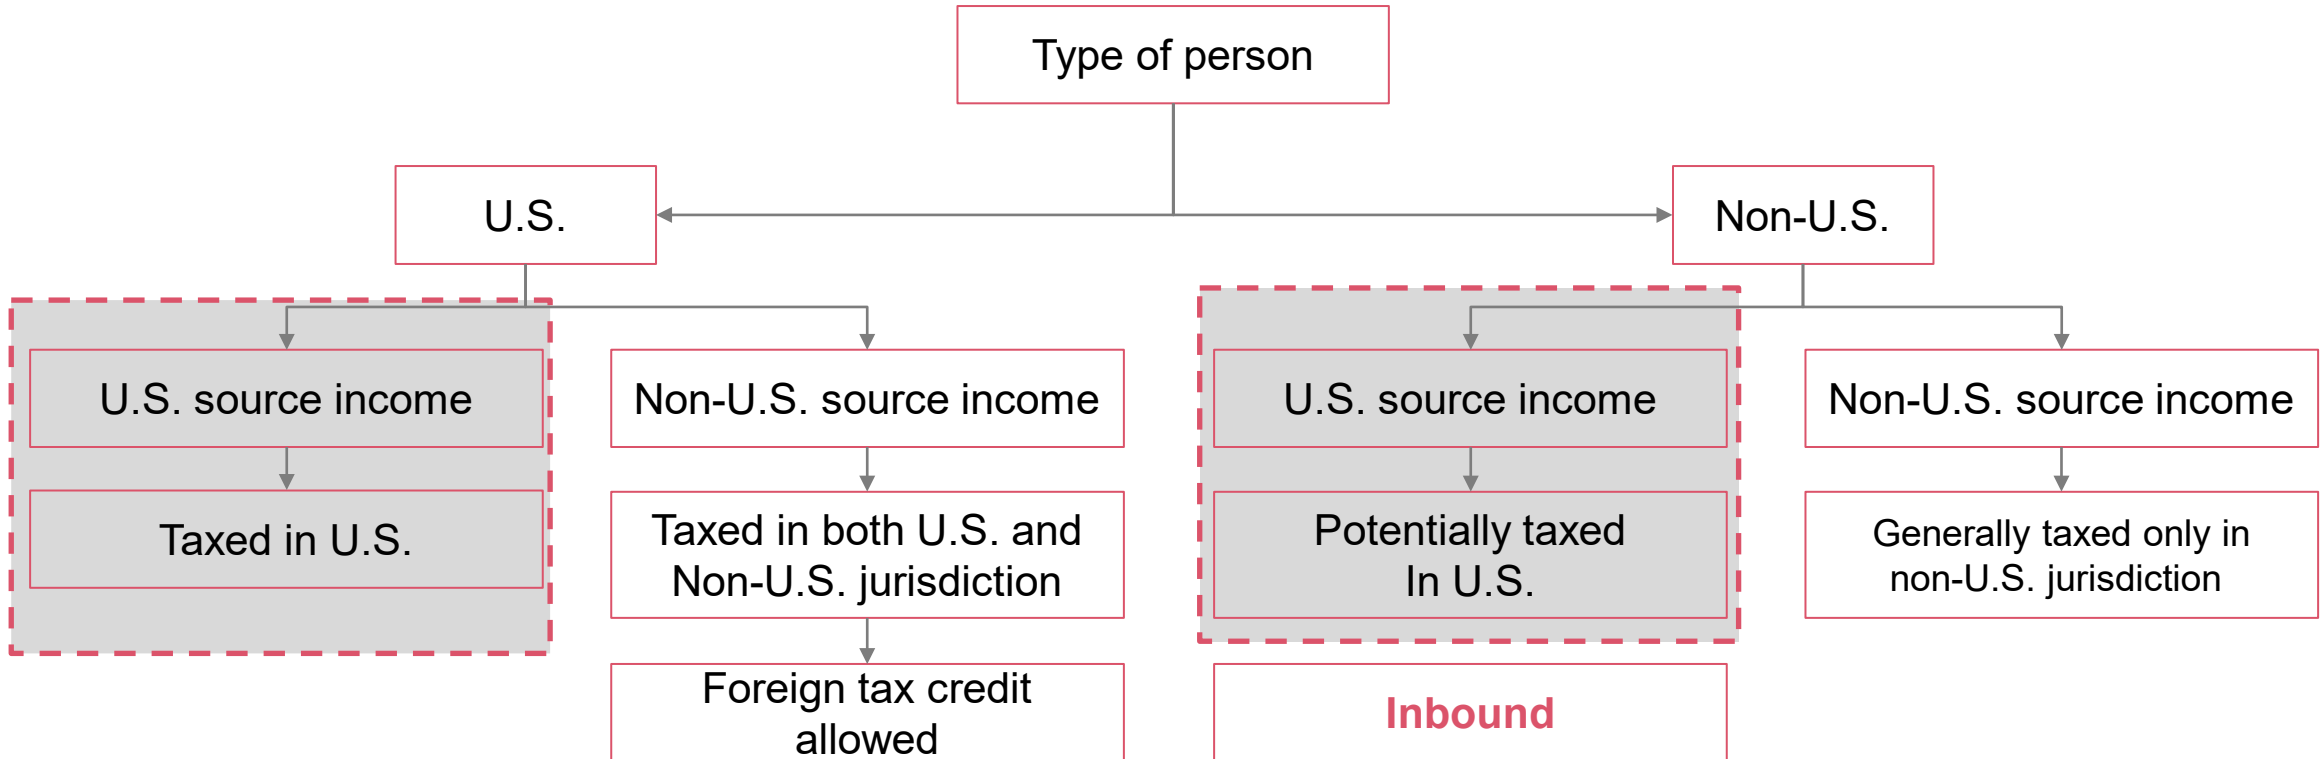 Type of person
U.S.
Non-U.S.
U.S. source income
Non-U.S. source income
U.S. source income
Non-U.S. source income
Taxed in U.S.
Taxed in both U.S. and
Non-U.S. jurisdiction
Potentially taxed
In U.S.
Generally taxed only in
non-U.S. jurisdiction
Foreign tax credit
allowed
Inbound